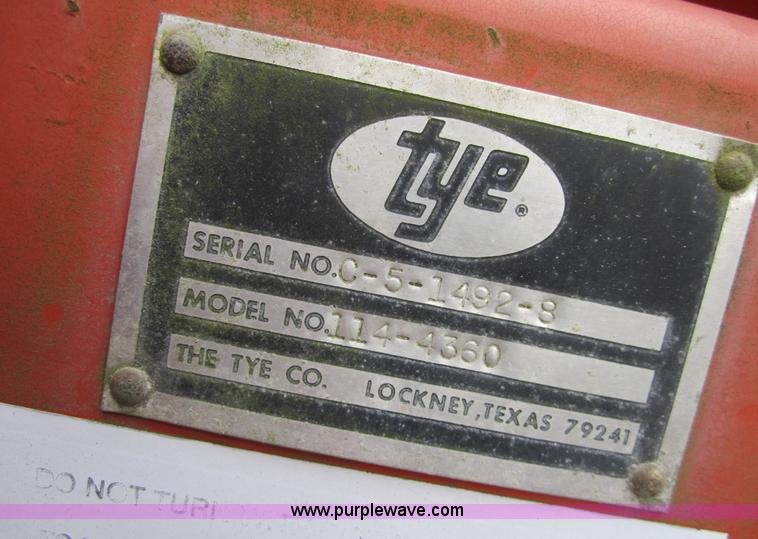 tye®
SERIAL NO. C-5-1492-8
MODEL NO. 114-4360
THE TYE CO. LOCKNEY, TEXAS 79241
DO NOT TURN
www.purplewave.com